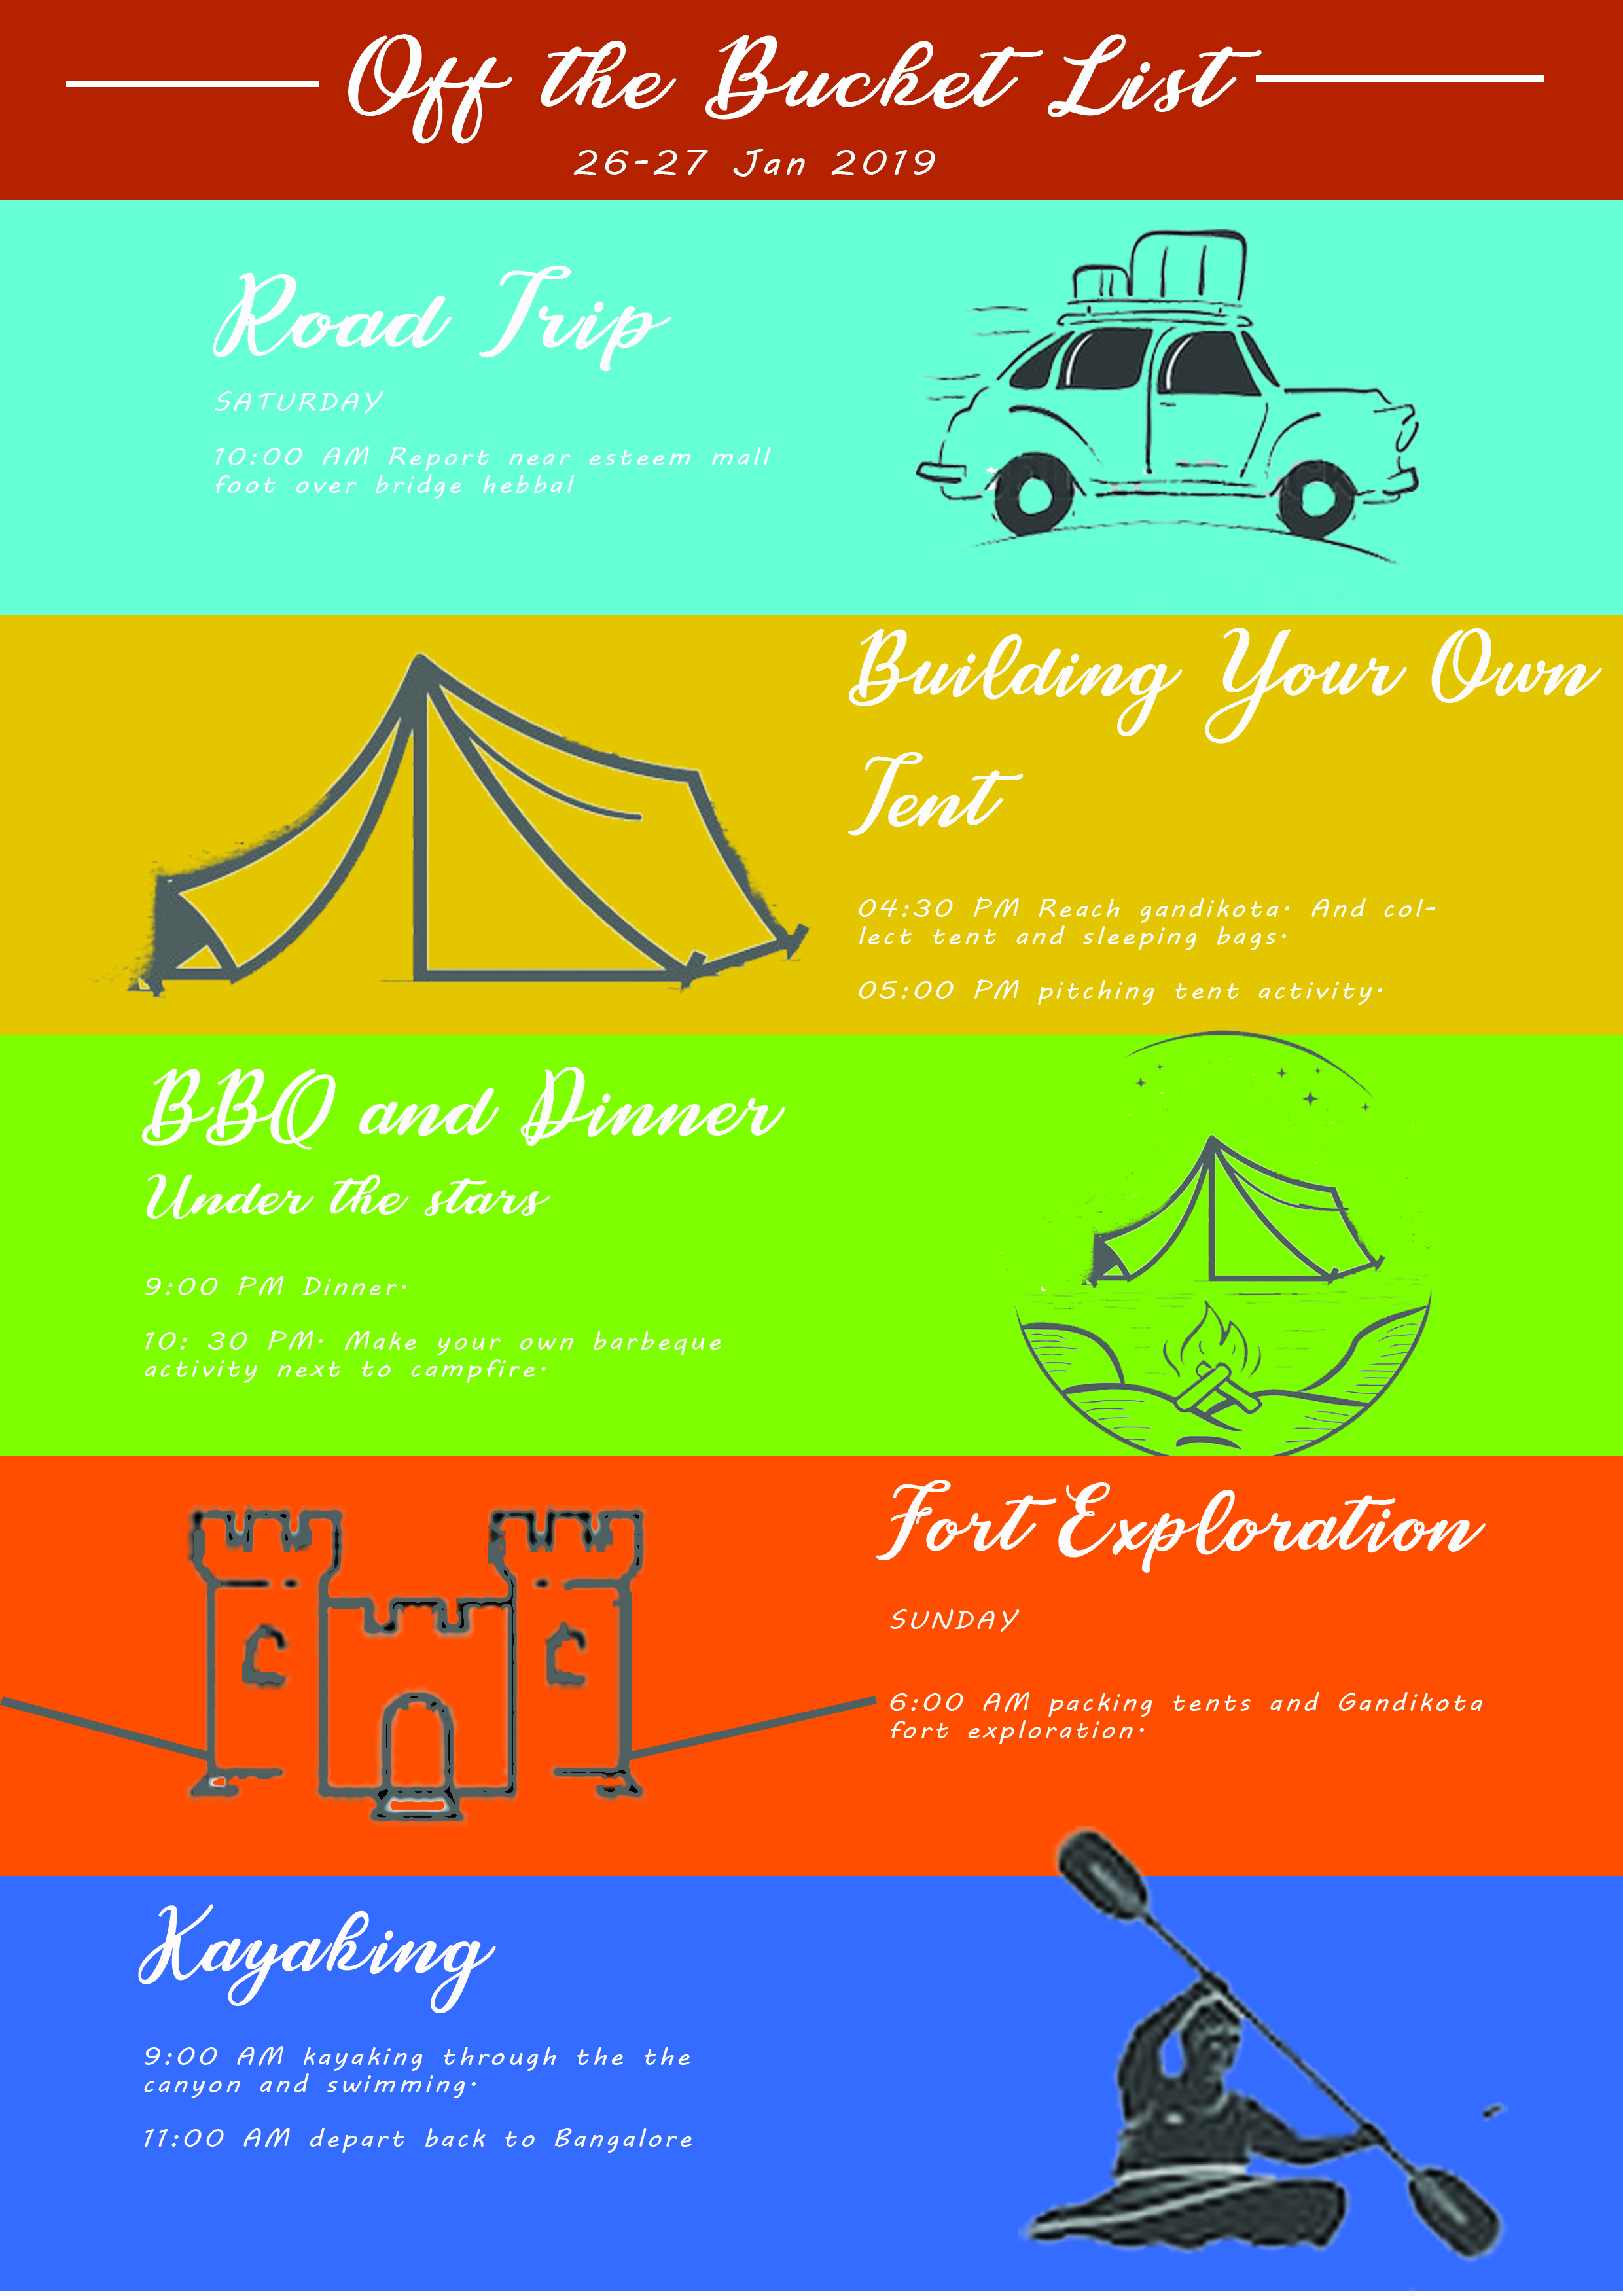 Off the Bucket List
26-27 Jan 2019
Road Trip
SATURDAY
10:00 AM Report near esteem mall
foot over bridge hebbal
Building Your Own
Tent
04:30 PM Reach gandikota. And col-
lect tent and sleeping bags.
05:00 PM pitching tent activity.
BBQ and Dinner
Under the stars
9:00 PM Dinner.
10: 30 PM. Make your own barbeque
activity next to campfire.
Fort Exploration
SUNDAY
6:00 AM packing tents and Gandikota
fort exploration.
Kayaking
9:00 AM kayaking through the the
canyon and swimming.
11:00 AM depart back to Bangalore